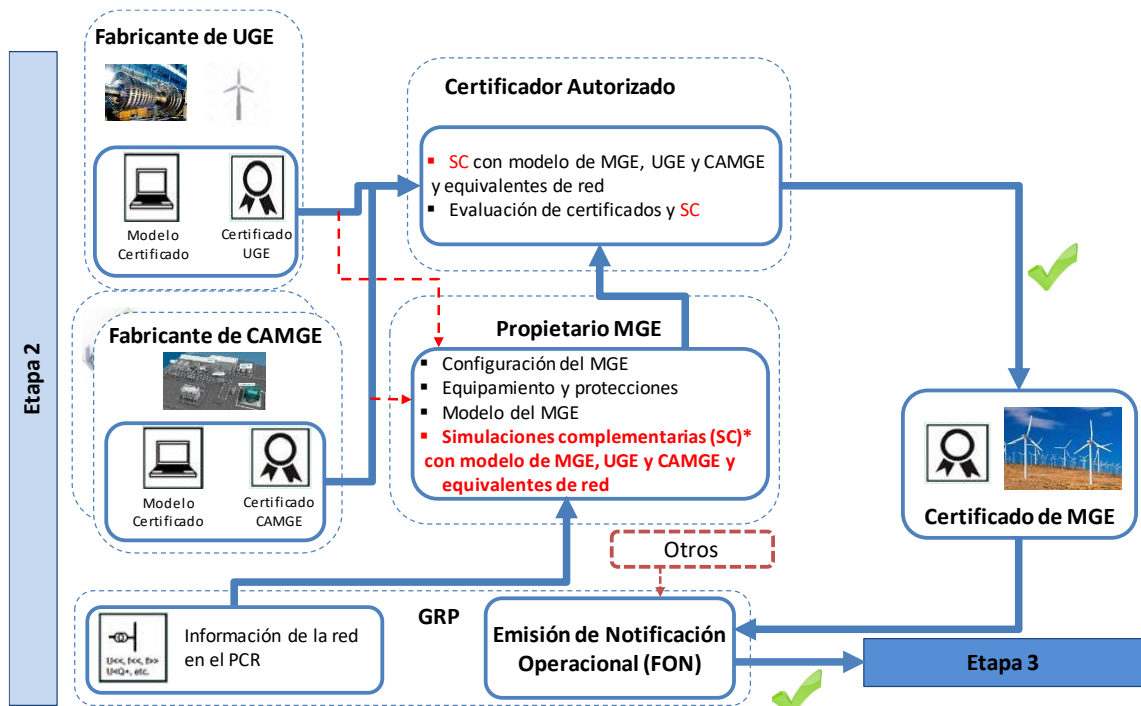 Etapa 2
Fabricante de UGE
Modelo
Certificado
Certificado
UGE
Fabricante de CAMGE
Modelo
Certificado
Certificado
CAMGE
Certificador Autorizado
▪ SC con modelo de MGE, UGE y CAMGE
y equivalentes de red
▪ Evaluación de certificados y SC
Propietario MGE
▪ Configuración del MGE
▪ Equipamiento y protecciones
▪ Modelo del MGE
▪ Simulaciones complementarias (SC)*
con modelo de MGE, UGE y CAMGE y
equivalentes de red
Certificado de MGE
Otros
GRP
Información de la red
en el PCR
U<<, f<<, f>>
U<Q+, etc.
Emisión de Notificación
Operacional (FON)
Etapa 3